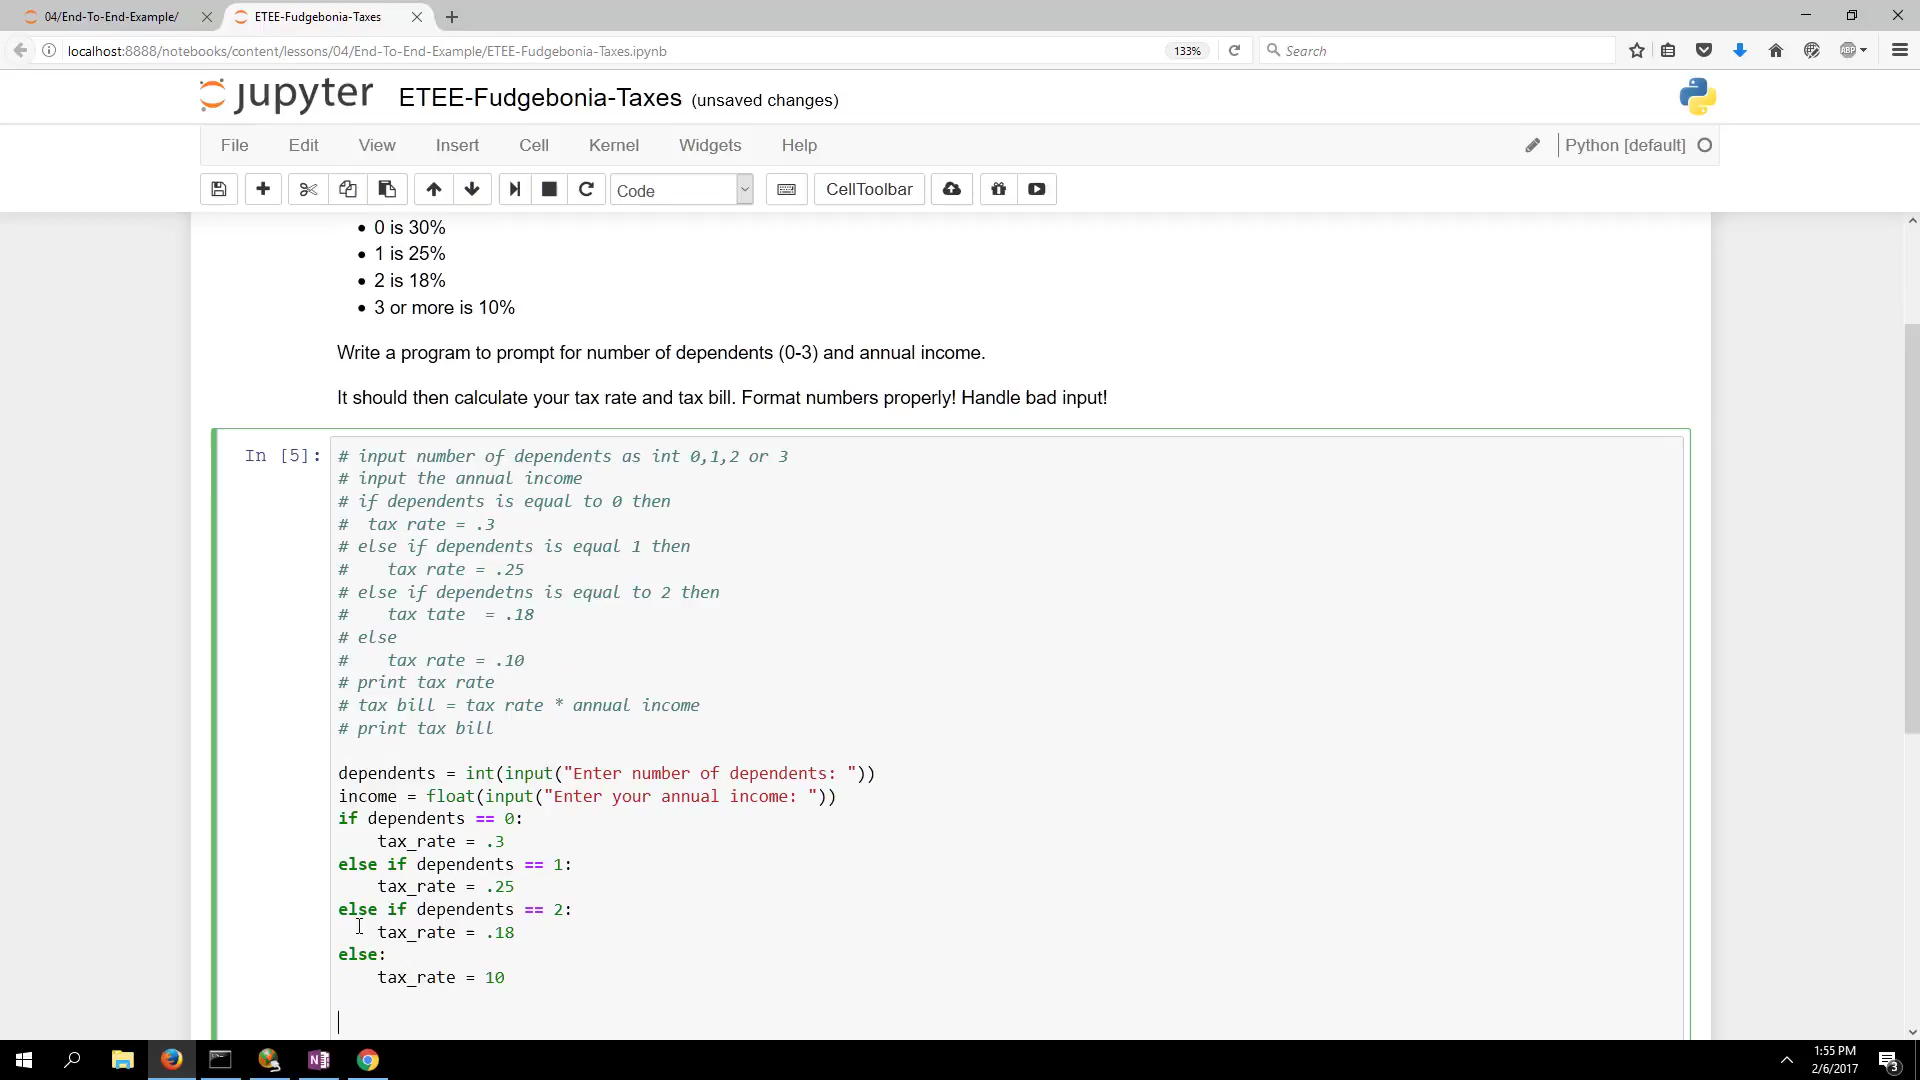 04/End-To-End-Example/
ETEE-Fudgebonia-Taxes
localhost:8888/notebooks/content/lessons/04/End-To-End-Example/ETEE-Fudgebonia-Taxes.ipynb
133%
Search
ABP
jupyter
ETEE-Fudgebonia-Taxes (unsaved changes)
File Edit View Insert Cell Kernel Widgets Help
Python [default]
Code
CellToolbar
0 is 30%
1 is 25%
2 is 18%
3 or more is 10%
Write a program to prompt for number of dependents (0-3) and annual income.
It should then calculate your tax rate and tax bill. Format numbers properly! Handle bad input!
In [5]:
# input number of dependents as int 0,1,2 or 3
# input the annual income
# if dependents is equal to 0 then
#  tax rate = .3
# else if dependents is equal 1 then
#    tax rate = .25
# else if dependetns is equal to 2 then
#    tax tate  = .18
# else
#    tax rate = .10
# print tax rate
# tax bill = tax rate * annual income
# print tax bill
dependents = int(input("Enter number of dependents: "))
income = float(input("Enter your annual income: "))
if dependents == 0:
    tax_rate = .3
else if dependents == 1:
    tax_rate = .25
else if dependents == 2:
    tax_rate = .18
else:
    tax_rate = 10
N
1:55 PM
2/6/2017
3